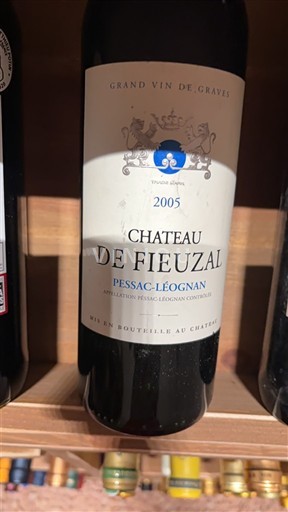 GRAND VIN DE GRAVES
2005
CHATEAU
DE FIEUZAL
PESSAC-LÉOGNAN
APPELLATION PESSAC-LÉOGNAN CONTRÔLÉE
MIS EN BOUTEILLE AU CHATEAU